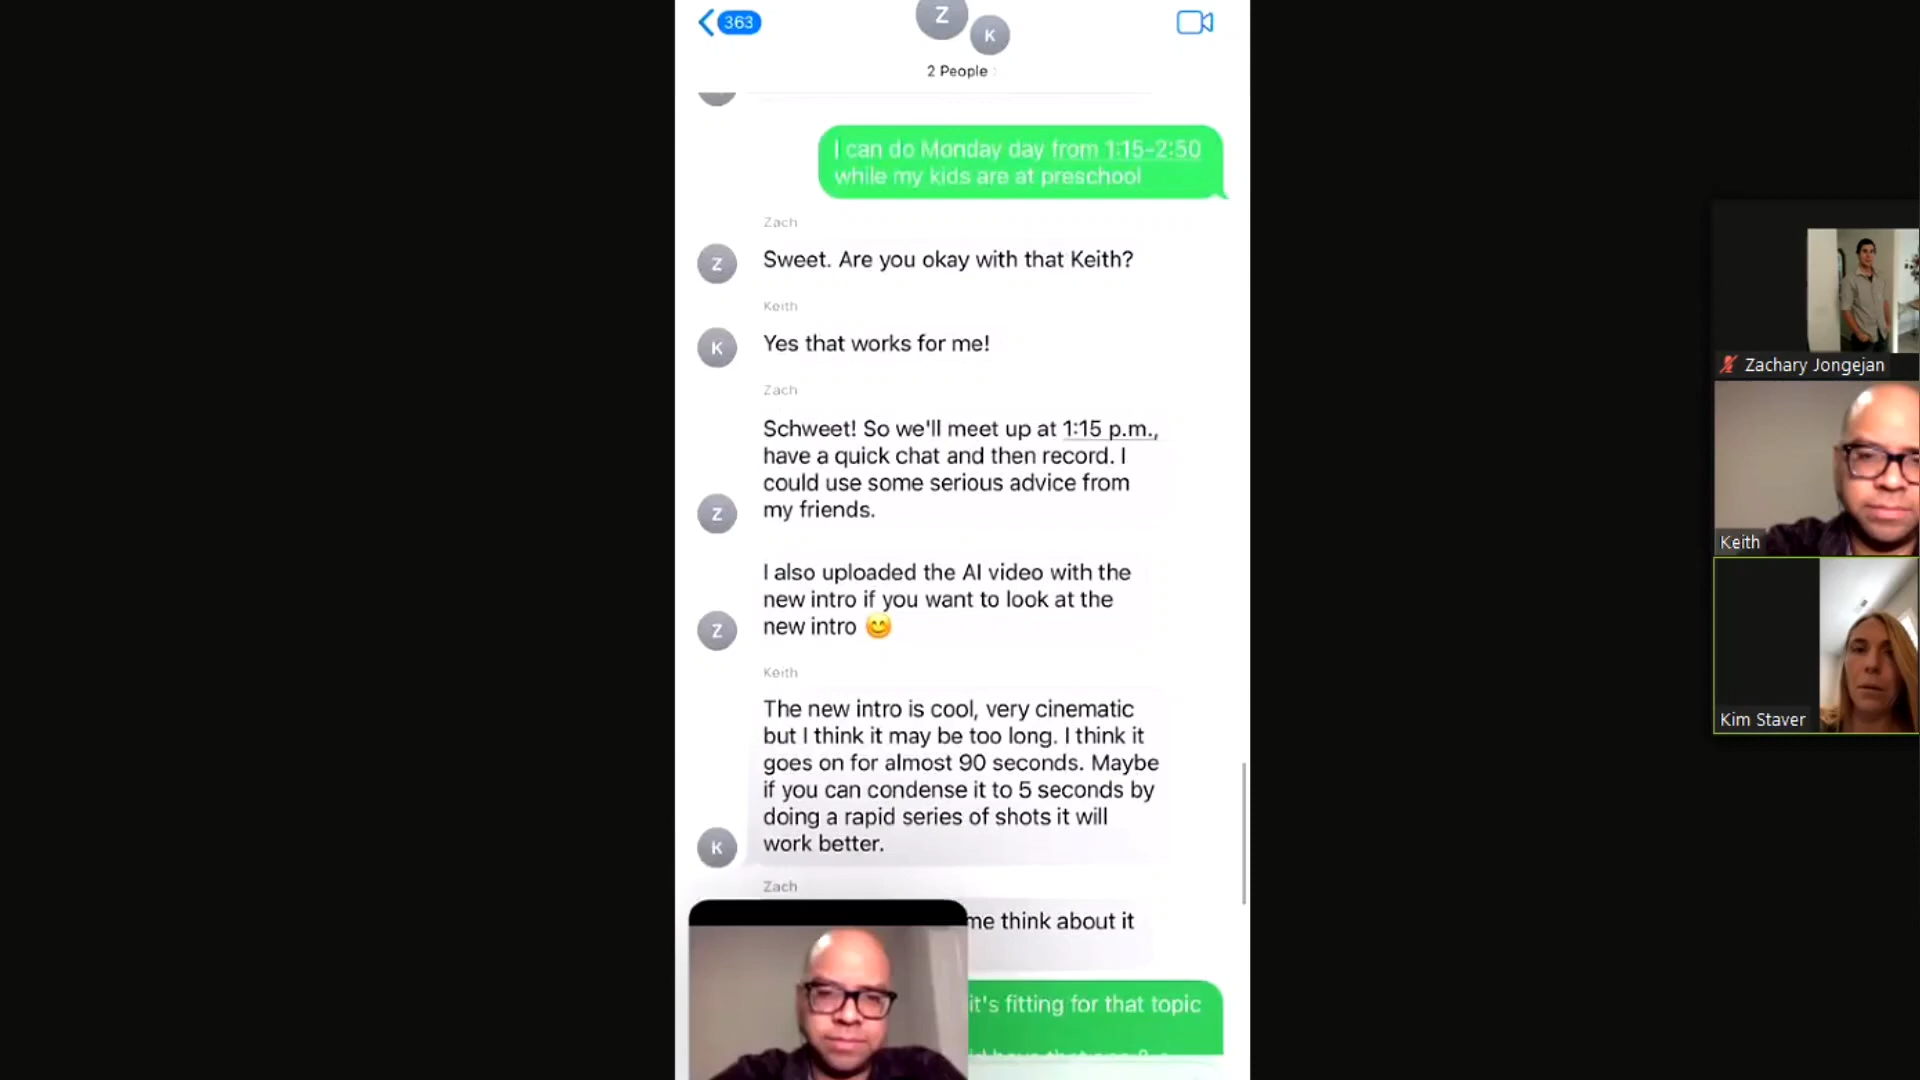 363
Z
K
2 People
I can do Monday day from 1:15-2:50
while my kids are at preschool
Zach
Z
Sweet. Are you okay with that Keith?
Keith
K
Yes that works for me!
Zach
Schweet! So we'll meet up at 1:15 p.m.,
have a quick chat and then record. I
could use some serious advice from
my friends.
Z
I also uploaded the AI video with the
new intro if you want to look at the
new intro 😊
Z
Keith
The new intro is cool, very cinematic
but I think it may be too long. I think it
goes on for almost 90 seconds. Maybe
if you can condense it to 5 seconds by
doing a rapid series of shots it will
work better.
K
Zach
me think about it
it's fitting for that topic
Zachary Jongejan
Keith
Kim Staver